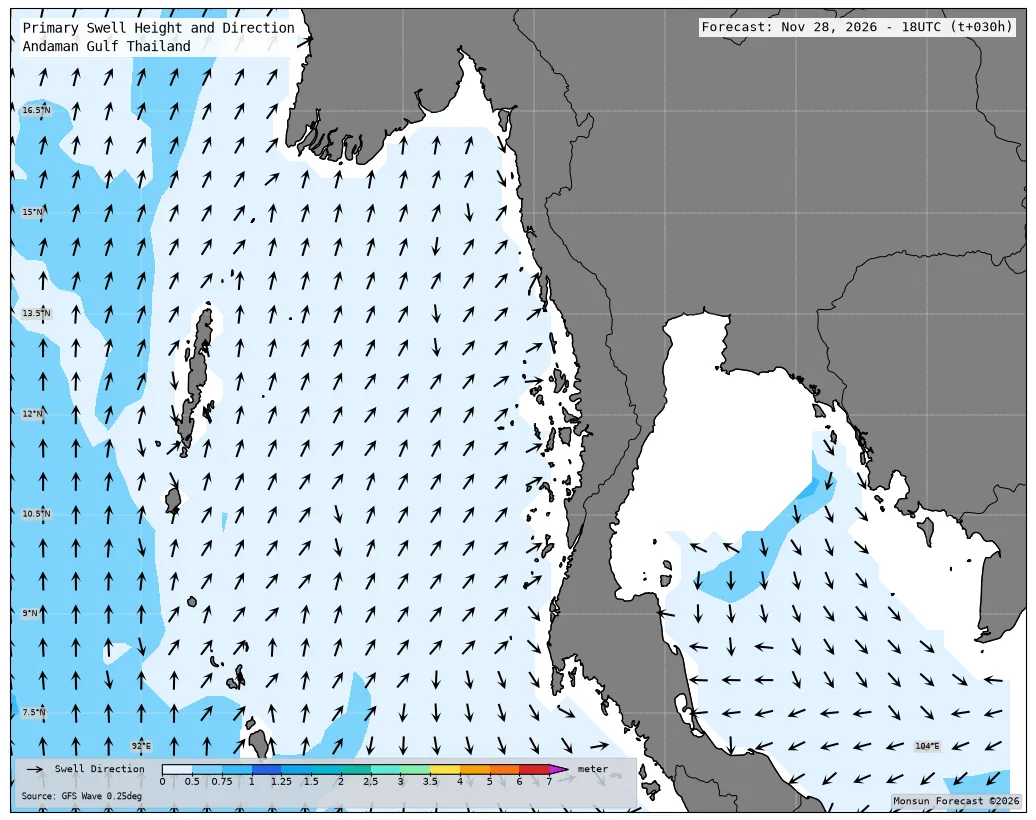 Primary Swell Height and Direction
Andaman Gulf Thailand
Forecast: Nov 28, 2026 - 18UTC (t+030h)
16.5°N
15°N
13.5°N
12°N
10.5°N
9°N
7.5°N
92°E
104°E
Swell Direction
0 0.5 0.75 1 1.25 1.5 2 2.5 3 3.5 4 5 6 7
meter
Source: GFS Wave 0.25deg
Monsun Forecast ©2026